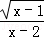 √(x − 1)
x − 2